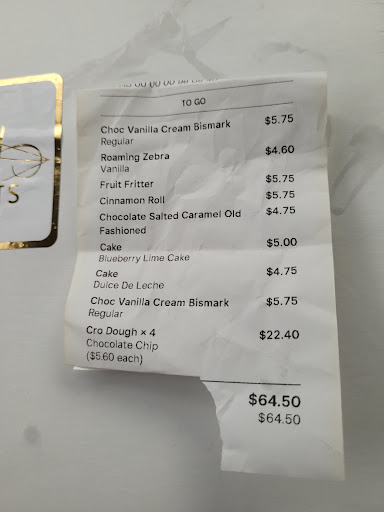 TO GO
Choc Vanilla Cream Bismark $5.75
Regular
Roaming Zebra $4.60
Vanilla
Fruit Fritter $5.75
Cinnamon Roll $5.75
Chocolate Salted Caramel Old $4.75
Fashioned
Cake $5.00
Blueberry Lime Cake
Cake $4.75
Dulce De Leche
Choc Vanilla Cream Bismark $5.75
Regular
Cro Dough × 4 $22.40
Chocolate Chip
($5.60 each)
$64.50
$64.50
TS